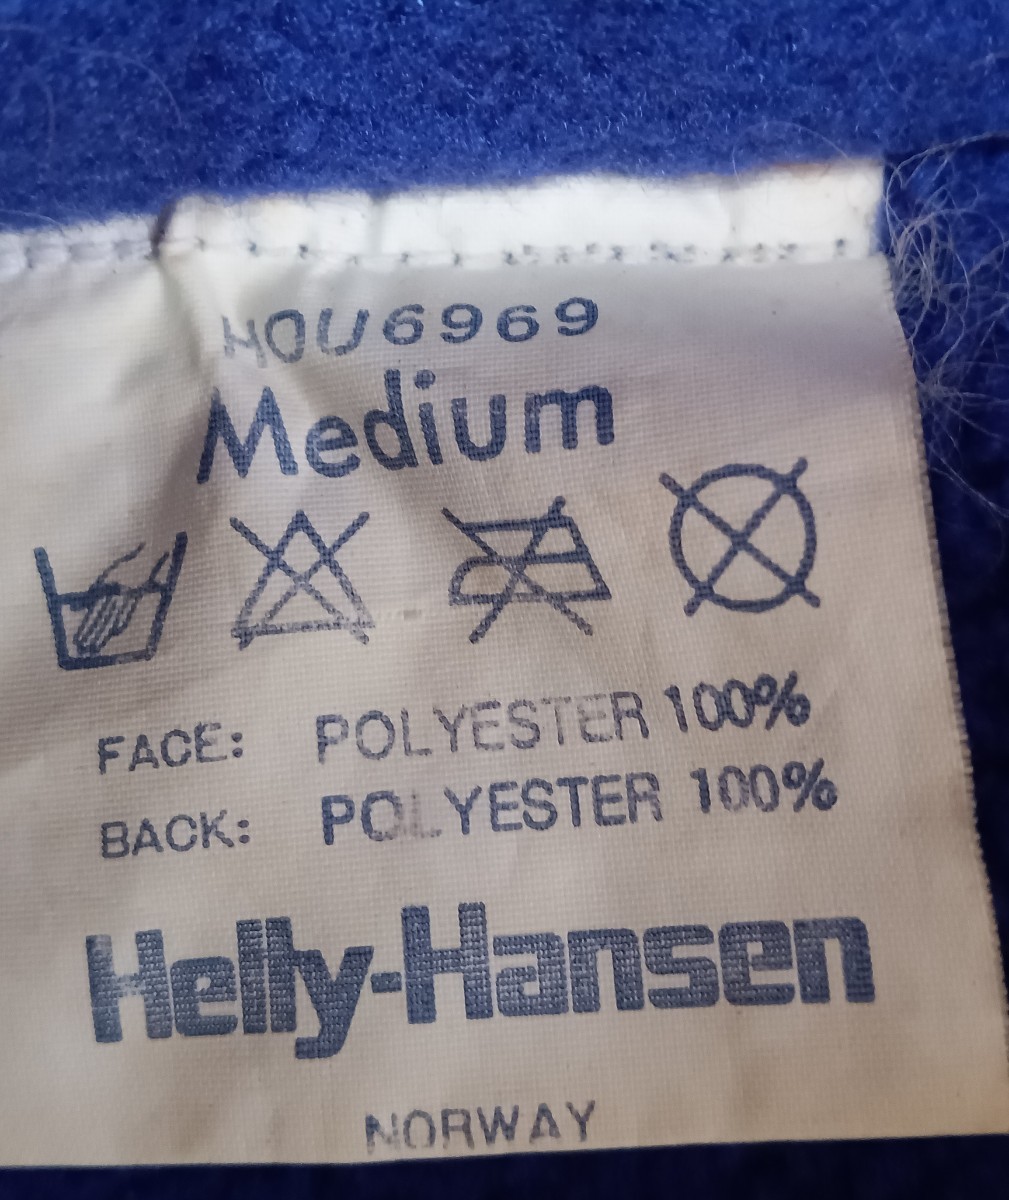 HOU6969
Medium
FACE: POLYESTER 100%
BACK: POLYESTER 100%
Helly-Hansen
NORWAY